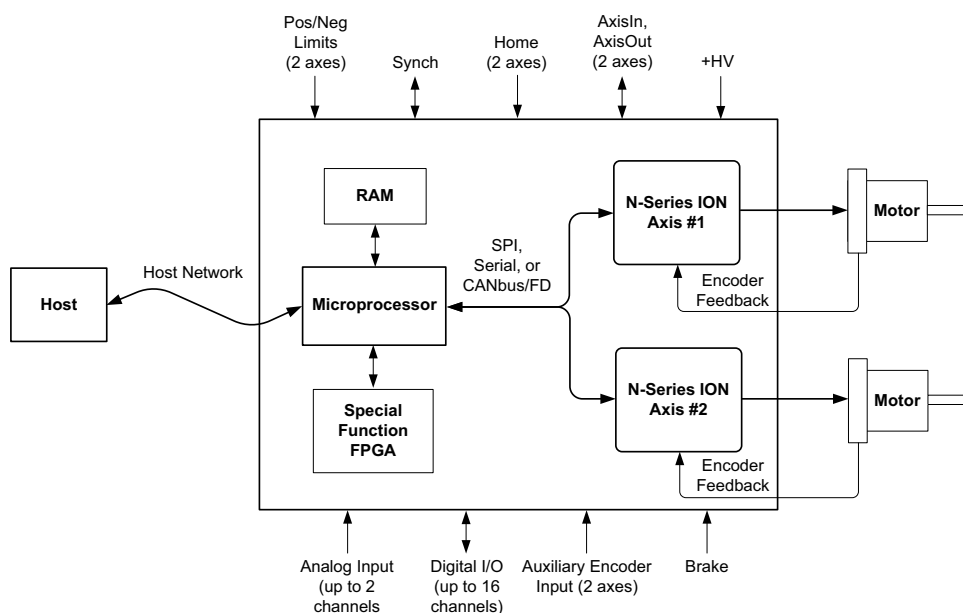 Pos/Neg
Limits
(2 axes)
Synch
Home
(2 axes)
AxisIn,
AxisOut
(2 axes)
+HV
RAM
N-Series ION
Axis #1
Motor
SPI,
Serial, or
CANbus/FD
Host Network
Host
Microprocessor
Encoder
Feedback
Special
Function
FPGA
N-Series ION
Axis #2
Motor
Encoder
Feedback
Analog Input
(up to 2
channels
Digital I/O
(up to 16
channels)
Auxiliary Encoder
Input (2 axes)
Brake